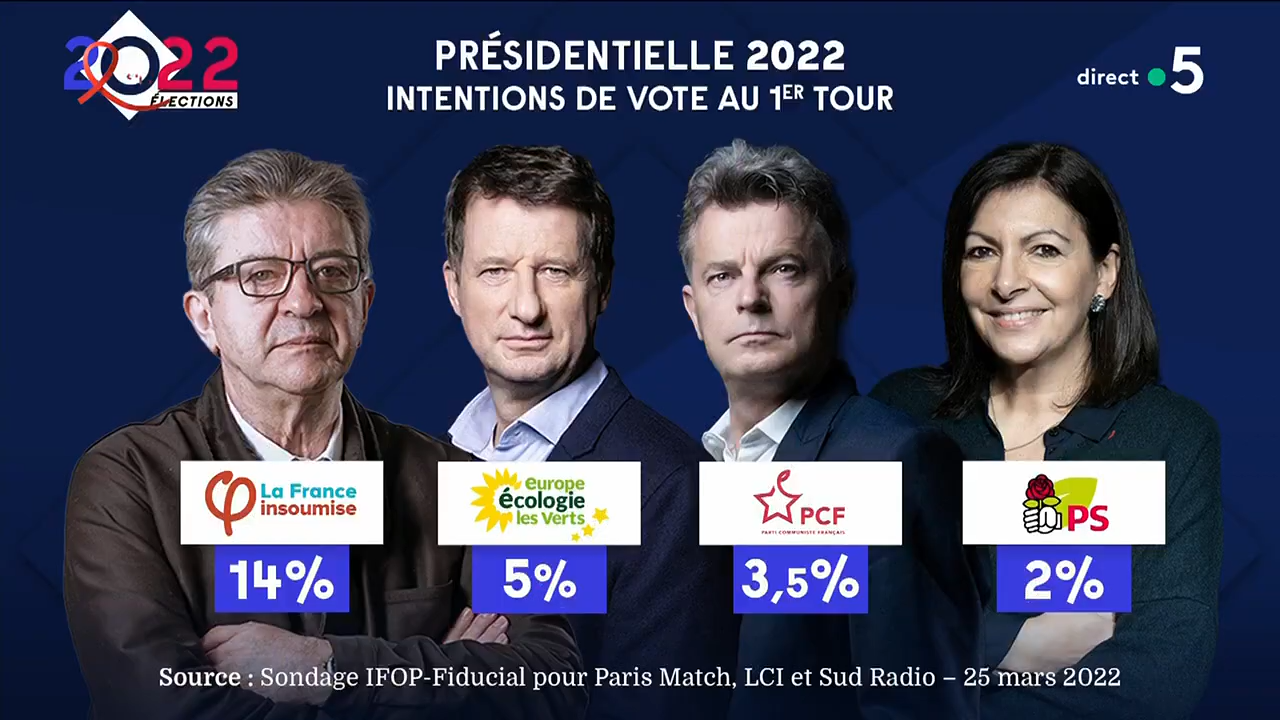 2022
ÉLECTIONS
PRÉSIDENTIELLE 2022
INTENTIONS DE VOTE AU 1ER TOUR
direct 5
La France
insoumise
europe
écologie
les Verts
PCF
PARTI COMMUNISTE FRANÇAIS
PS
14%
5%
3,5%
2%
Source : Sondage IFOP-Fiducial pour Paris Match, LCI et Sud Radio – 25 mars 2022